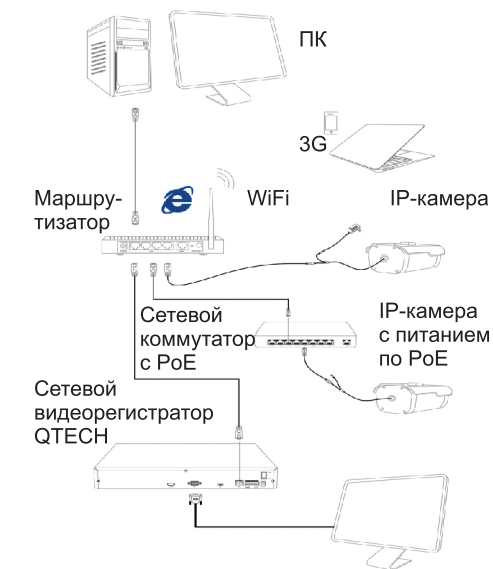 ПК
3G
Маршру-
тизатор
WiFi
IP-камера
Сетевой
коммутатор
с PoE
IP-камера
с питанием
по PoE
Сетевой
видеорегистратор
QTECH